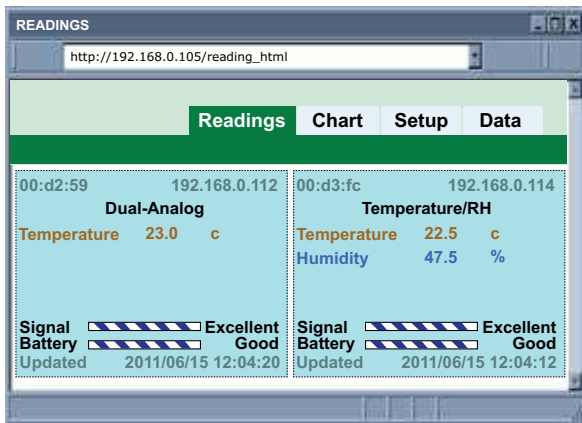 READINGS
http://192.168.0.105/reading_html
Readings Chart Setup Data
00:d2:59 192.168.0.112
Dual-Analog
Temperature 23.0 c
Signal Excellent
Battery Good
Updated 2011/06/15 12:04:20
00:d3:fc 192.168.0.114
Temperature/RH
Temperature 22.5 c
Humidity 47.5 %
Signal Excellent
Battery Good
Updated 2011/06/15 12:04:12